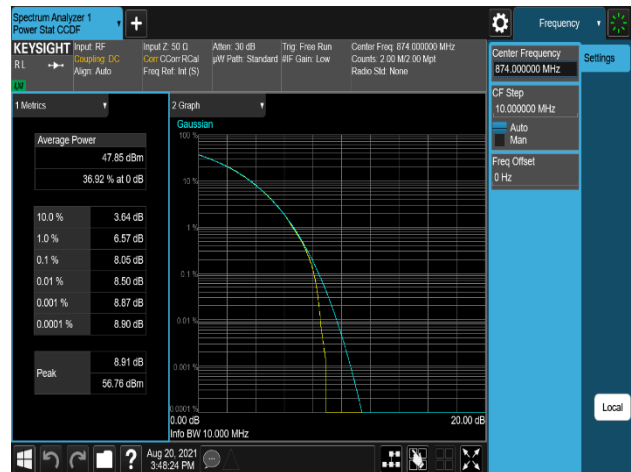 Spectrum Analyzer 1
Power Stat CCDF
+
Frequency
KEYSIGHT
RL
Input: RF
Coupling: DC
Align: Auto
Input Z: 50 Ω
Corr CCorr RCal
Freq Ref: Int (S)
Atten: 30 dB
µW Path: Standard
Trig: Free Run
#IF Gain: Low
Center Freq: 874.000000 MHz
Counts: 2.00 M/2.00 Mpt
Radio Std: None
Center Frequency
874.000000 MHz
Settings
CF Step
10.000000 MHz
Auto
Man
Freq Offset
0 Hz
Local
1 Metrics
Average Power
47.85 dBm
36.92 % at 0 dB
10.0 % 3.64 dB
1.0 % 6.57 dB
0.1 % 8.05 dB
0.01 % 8.50 dB
0.001 % 8.87 dB
0.0001 % 8.90 dB
Peak
8.91 dB
56.76 dBm
2 Graph
Gaussian
100 %
10 %
1 %
0.1 %
0.01 %
0.001 %
0.0001 %
0.00 dB
20.00 dB
Info BW 10.000 MHz
?
Aug 20, 2021
3:48:24 PM